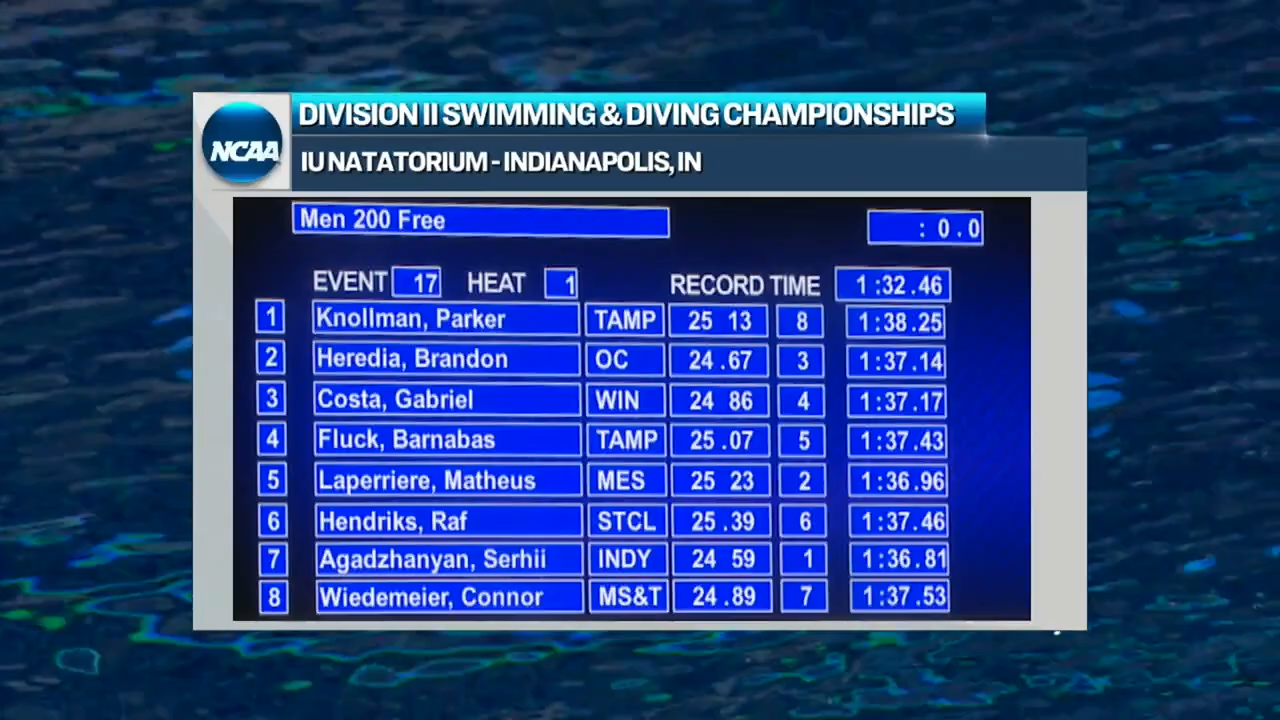 NCAA
DIVISION II SWIMMING & DIVING CHAMPIONSHIPS
IU NATATORIUM - INDIANAPOLIS, IN
Men 200 Free : 0.0
EVENT 17 HEAT 1 RECORD TIME 1:32.46
1 Knollman, Parker TAMP 25 13 8 1:38.25
2 Heredia, Brandon OC 24.67 3 1:37.14
3 Costa, Gabriel WIN 24 86 4 1:37.17
4 Fluck, Barnabas TAMP 25.07 5 1:37.43
5 Laperriere, Matheus MES 25 23 2 1:36.96
6 Hendriks, Raf STCL 25.39 6 1:37.46
7 Agadzhanyan, Serhii INDY 24 59 1 1:36.81
8 Wiedemeier, Connor MS&T 24.89 7 1:37.53